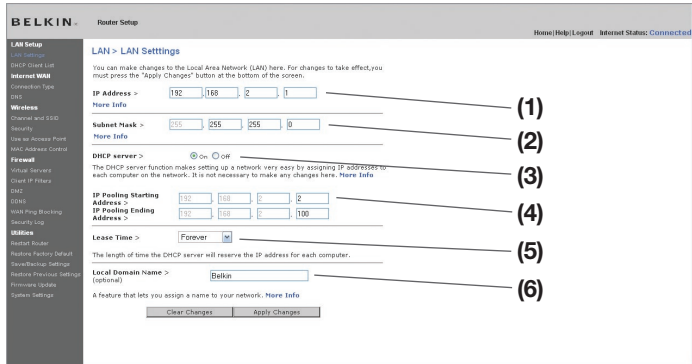 BELKIN® Router Setup
Home|Help|Logout Internet Status: Connected
LAN Setup
LAN Settings
DHCP Client List
Internet WAN
Connection Type
DNS
Wireless
Channel and SSID
Security
Use as Access Point
MAC Address Control
Firewall
Virtual Servers
Client IP Filters
DMZ
DDNS
WAN Ping Blocking
Security Log
Utilities
Restart Router
Restore Factory Default
Save/Backup Settings
Restore Previous Settings
Firmware Update
System Settings
LAN > LAN Setttings
You can make changes to the Local Area Network (LAN) here. For changes to take effect,you
must press the "Apply Changes" button at the bottom of the screen.
IP Address > 192 . 168 . 2 . 1
More Info
(1)
Subnet Mask > 255 . 255 . 255 . 0
More Info
(2)
DHCP server > On Off
(3)
The DHCP server function makes setting up a network very easy by assigning IP addresses to
each computer on the network. It is not necessary to make any changes here. More Info
IP Pooling Starting
Address > 192 . 168 . 2 . 2
IP Pooling Ending
Address > 192 . 168 . 2 . 100
(4)
Lease Time > Forever
(5)
The length of time the DHCP server will reserve the IP address for each computer.
Local Domain Name > Belkin
(optional)
(6)
A feature that lets you assign a name to your network. More Info
Clear Changes Apply Changes